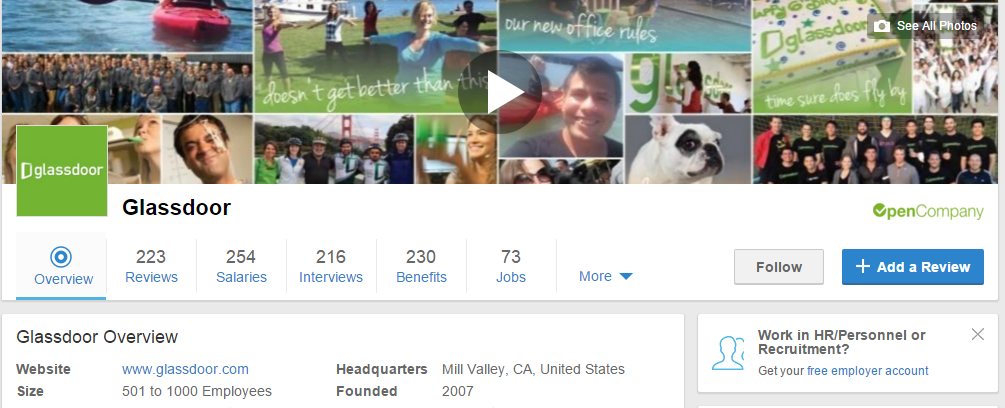 our new office rules
See All Photos
glassdoor
doesn't get better than this
time sure does fly by
glassdoor
Glassdoor
OpenCompany
Overview
223
Reviews
254
Salaries
216
Interviews
230
Benefits
73
Jobs
More
Follow
+ Add a Review
Glassdoor Overview
Website www.glassdoor.com Headquarters Mill Valley, CA, United States
Size 501 to 1000 Employees Founded 2007
Work in HR/Personnel or
Recruitment?
Get your free employer account